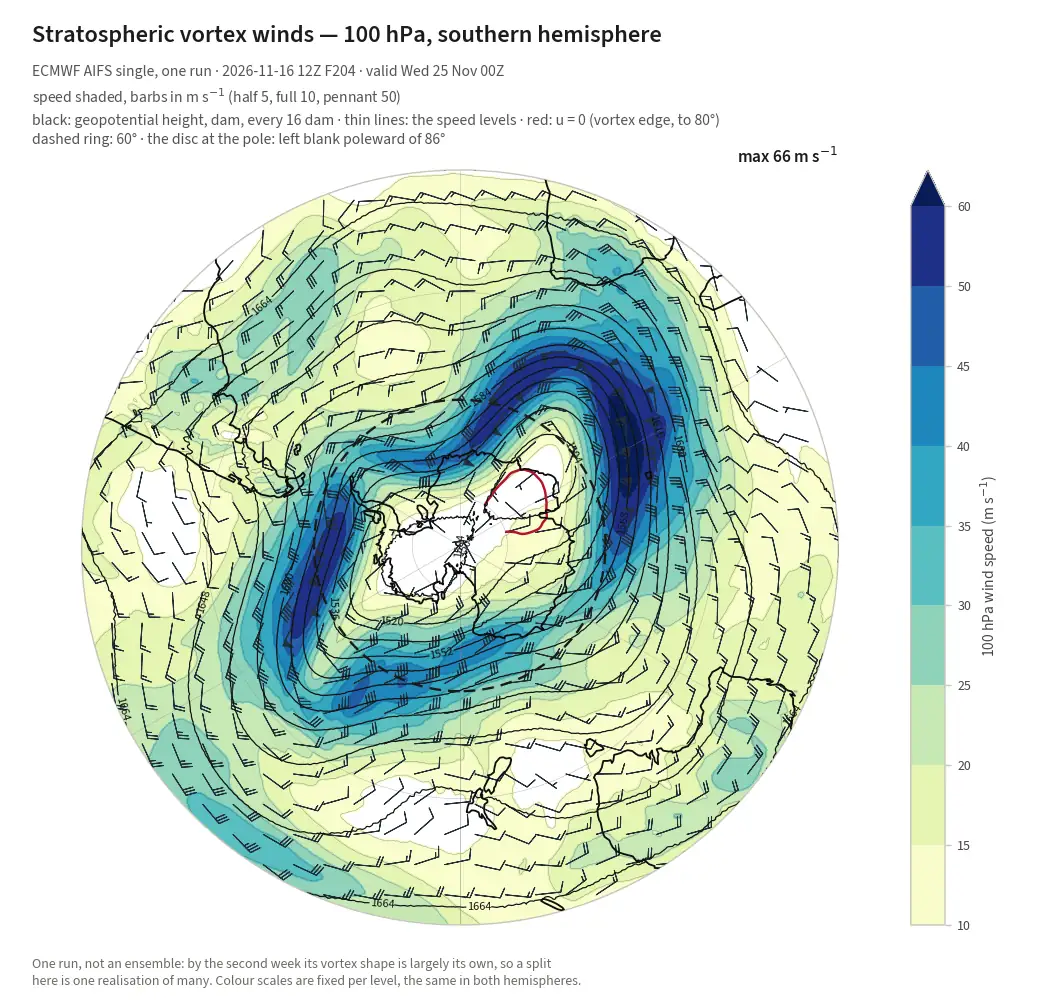 Stratospheric vortex winds — 100 hPa, southern hemisphere
ECMWF AIFS single, one run · 2026-11-16 12Z F204 · valid Wed 25 Nov 00Z
speed shaded, barbs in m s⁻¹ (half 5, full 10, pennant 50)
black: geopotential height, dam, every 16 dam · thin lines: the speed levels · red: u = 0 (vortex edge, to 80°)
dashed ring: 60° · the disc at the pole: left blank poleward of 86°
max 66 m s⁻¹
60
50
45
40
35
30
25
20
15
10
100 hPa wind speed (m s⁻¹)
1664
1648
1536
1520
1552
1664
1664
1664
One run, not an ensemble: by the second week its vortex shape is largely its own, so a split
here is one realisation of many. Colour scales are fixed per level, the same in both hemispheres.